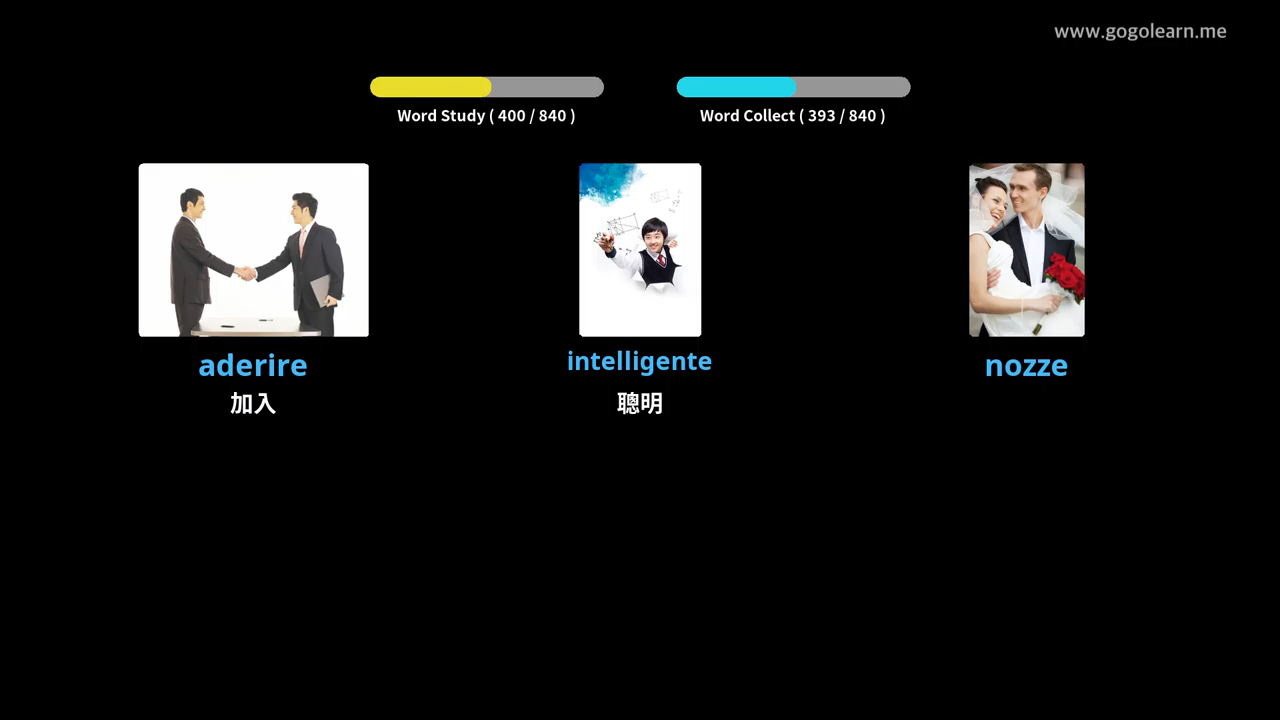 www.gogolearn.me
Word Study ( 400 / 840 )
Word Collect ( 393 / 840 )
aderire
intelligente
nozze
加入
聰明